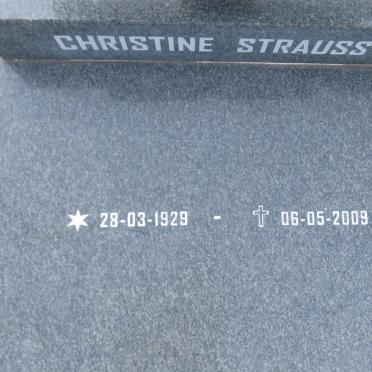 CHRISTINE STRAUSS
28-03-1929 - 06-05-2009